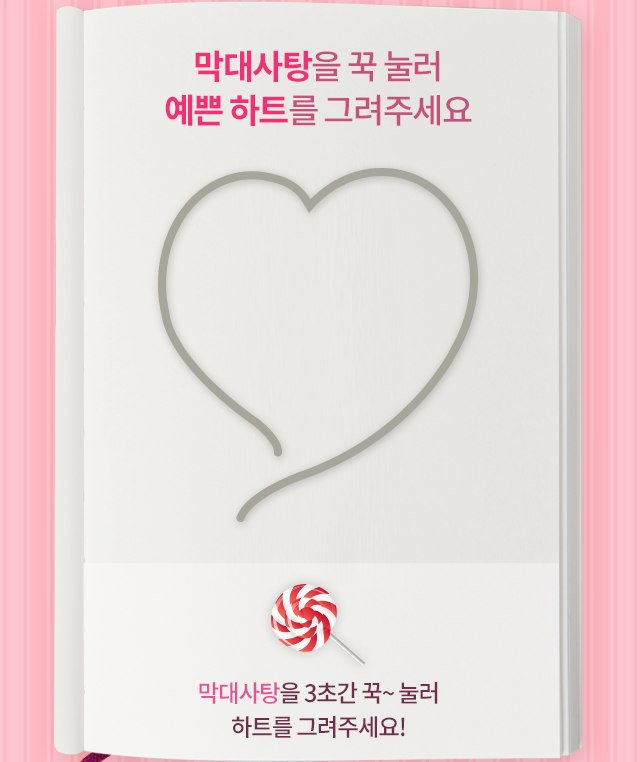 막대사탕을 꾹 눌러
예쁜 하트를 그려주세요
막대사탕을 3초간 꾹~ 눌러
하트를 그려주세요!